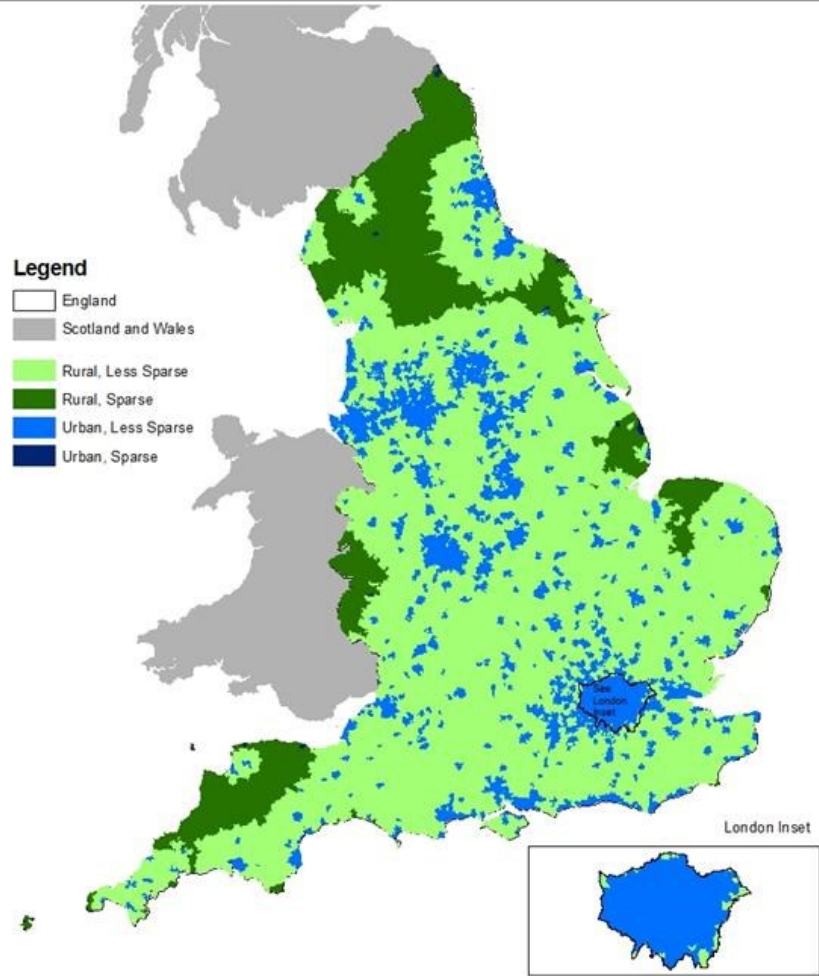 Legend
England
Scotland and Wales
Rural, Less Sparse
Rural, Sparse
Urban, Less Sparse
Urban, Sparse
See
London
Inset
London Inset